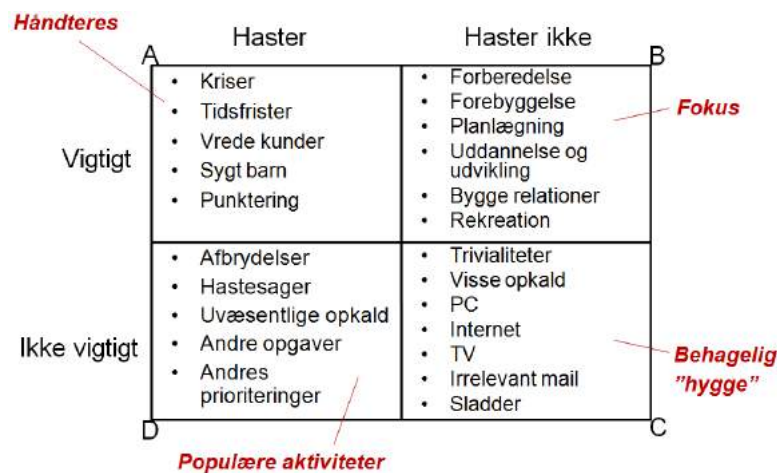 Håndteres
Haster
Haster ikke
A
B
Vigtigt
• Kriser
• Tidsfrister
• Vrede kunder
• Sygt barn
• Punktering
• Forberedelse
• Forebyggelse
• Planlægning
• Uddannelse og
udvikling
• Bygge relationer
• Rekreation
Fokus
Ikke vigtigt
• Afbrydelser
• Hastesager
• Uvæsentlige opkald
• Andre opgaver
• Andres
prioriteringer
• Trivialiteter
• Visse opkald
• PC
• Internet
• TV
• Irrelevant mail
• Sladder
Behagelig
"hygge"
D
C
Populære aktiviteter